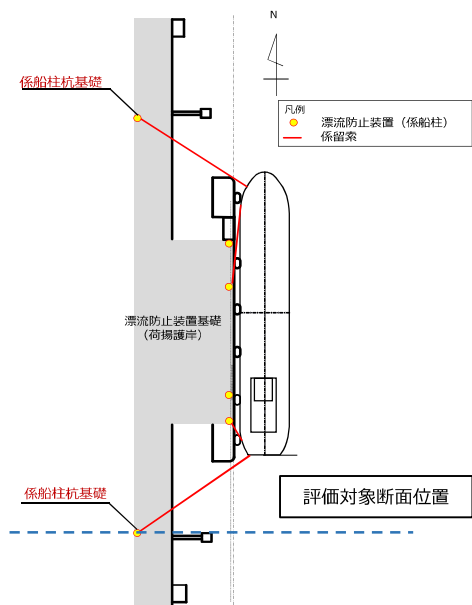 N
係船柱杭基礎
凡例
漂流防止装置（係船柱）
係留索
漂流防止装置基礎
（荷揚護岸）
係船柱杭基礎
評価対象断面位置